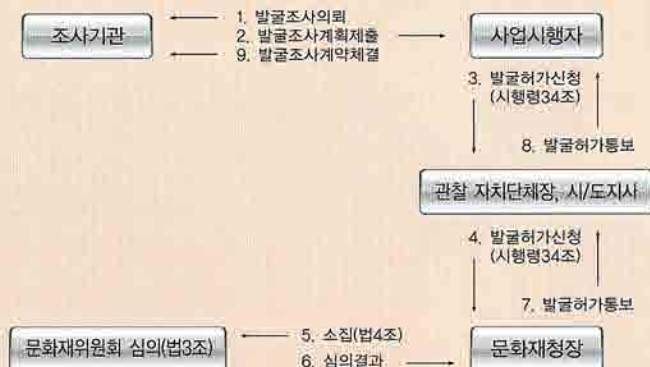 조사기관
1. 발굴조사의뢰
2. 발굴조사계획제출
9. 발굴조사계약체결
사업시행자
3. 발굴허가신청
(시행령34조)
8. 발굴허가통보
관찰 자치단체장, 시/도지사
4. 발굴허가신청
(시행령34조)
7. 발굴허가통보
문화재위원회 심의(법3조)
5. 소집(법4조)
6. 심의결과
문화재청장